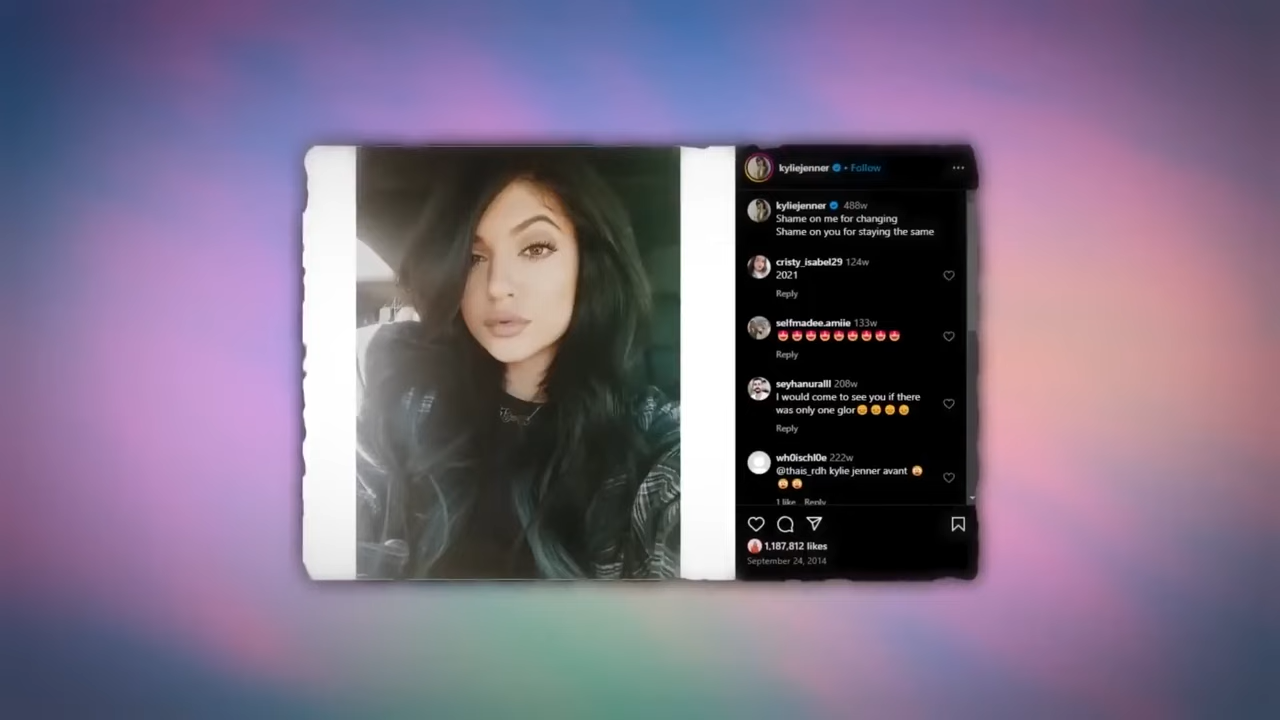 kyliejenner • Follow
kyliejenner 488w
Shame on me for changing
Shame on you for staying the same
cristy_isabel29 124w
2021
Reply
selfmadee.amiie 133w
😍😍😍😍😍😍😍😍😍
Reply
seyhanuralll 208w
I would come to see you if there
was only one glor😡😡😡😡
Reply
wh0ischl0e 222w
@thais_rdh kylie jenner avant 😩
😩😩
1 like Reply
1,187,812 likes
September 24, 2014